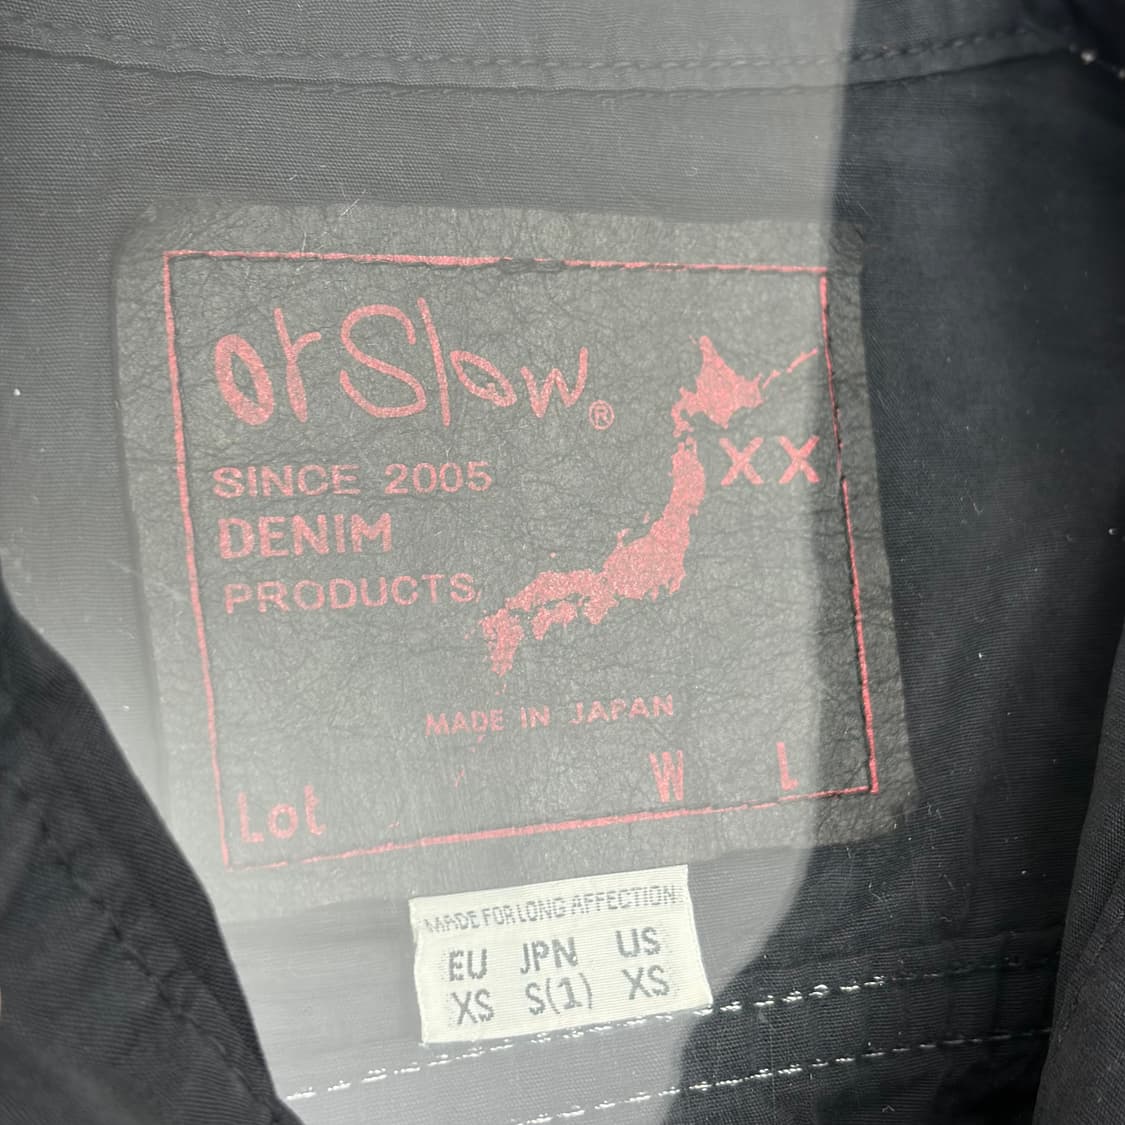 orSlow®
SINCE 2005
XX
DENIM
PRODUCTS
MADE IN JAPAN
Lot W L
MADE FOR LONG AFFECTION
EU JPN US
XS S(1) XS